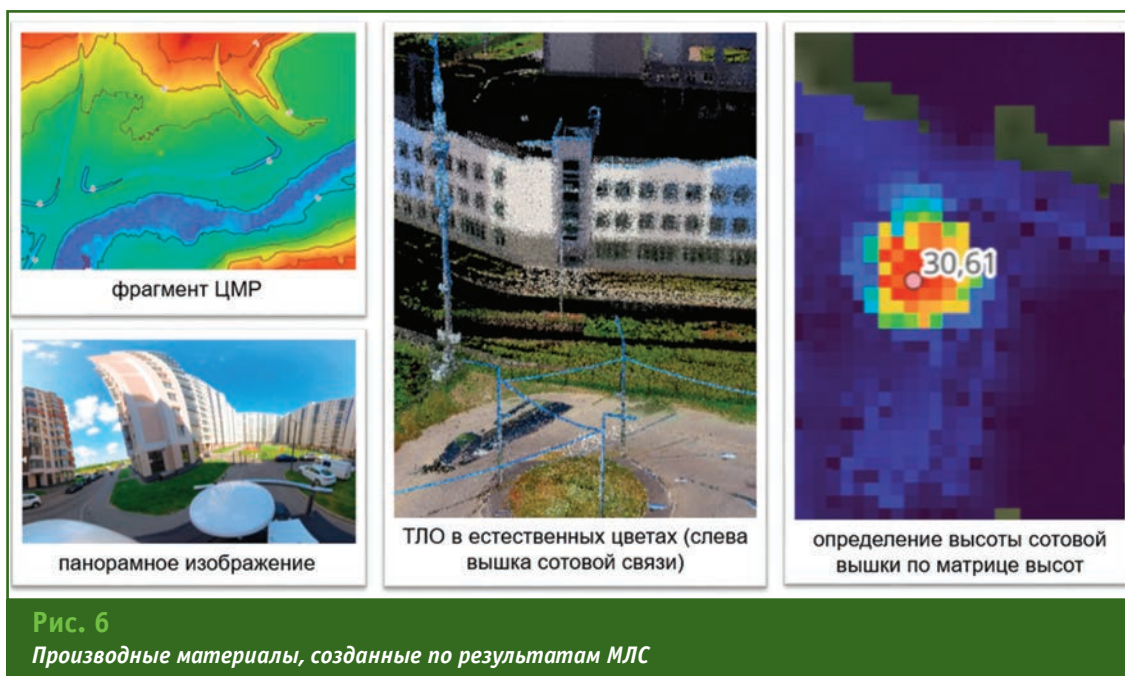 фрагмент ЦМР
панорамное изображение
ТЛО в естественных цветах (слева
вышка сотовой связи)
30,61
определение высоты сотовой
вышки по матрице высот
Рис. 6
Производные материалы, созданные по результатам МЛС